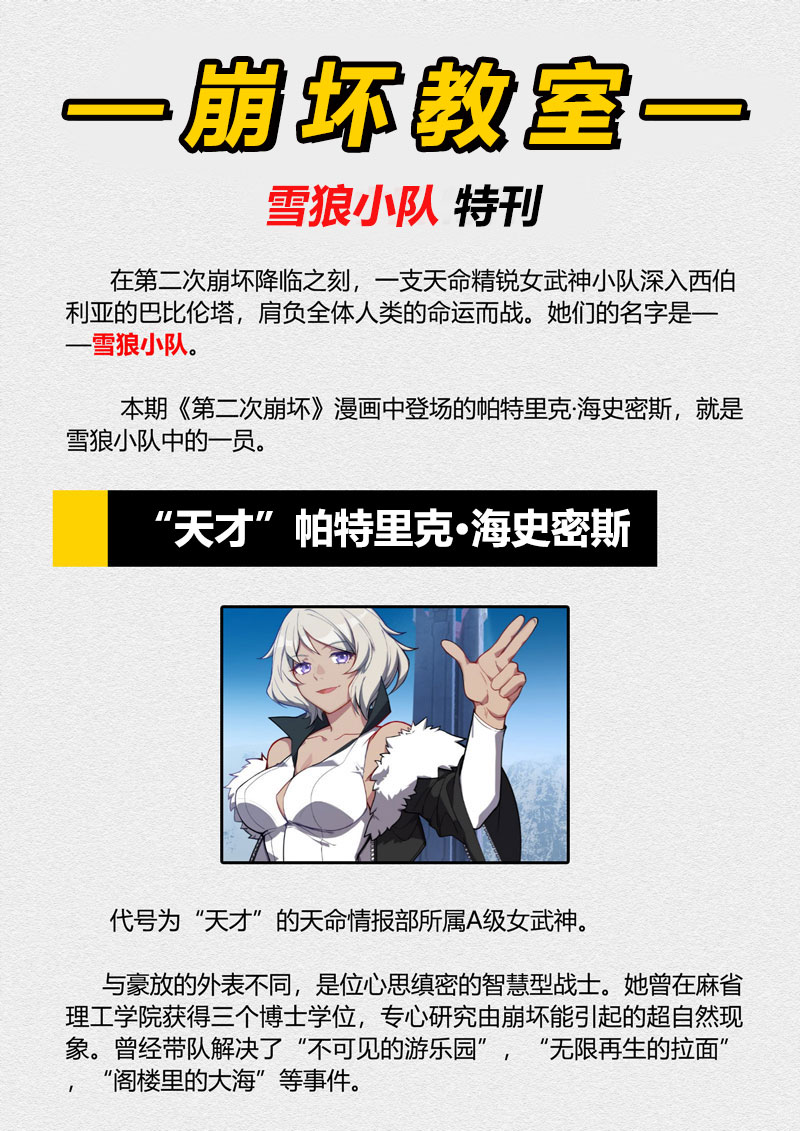 —崩坏教室—
雪狼小队 特刊
在第二次崩坏降临之刻，一支天命精锐女武神小队深入西伯
利亚的巴比伦塔，肩负全体人类的命运而战。她们的名字是—
—雪狼小队。
本期《第二次崩坏》漫画中登场的帕特里克·海史密斯，就是
雪狼小队中的一员。
“天才”帕特里克·海史密斯
代号为“天才”的天命情报部所属A级女武神。
与豪放的外表不同，是位心思缜密的智慧型战士。她曾在麻省
理工学院获得三个博士学位，专心研究由崩坏能引起的超自然现
象。曾经带队解决了“不可见的游乐园”，“无限再生的拉面”
，“阁楼里的大海”等事件。